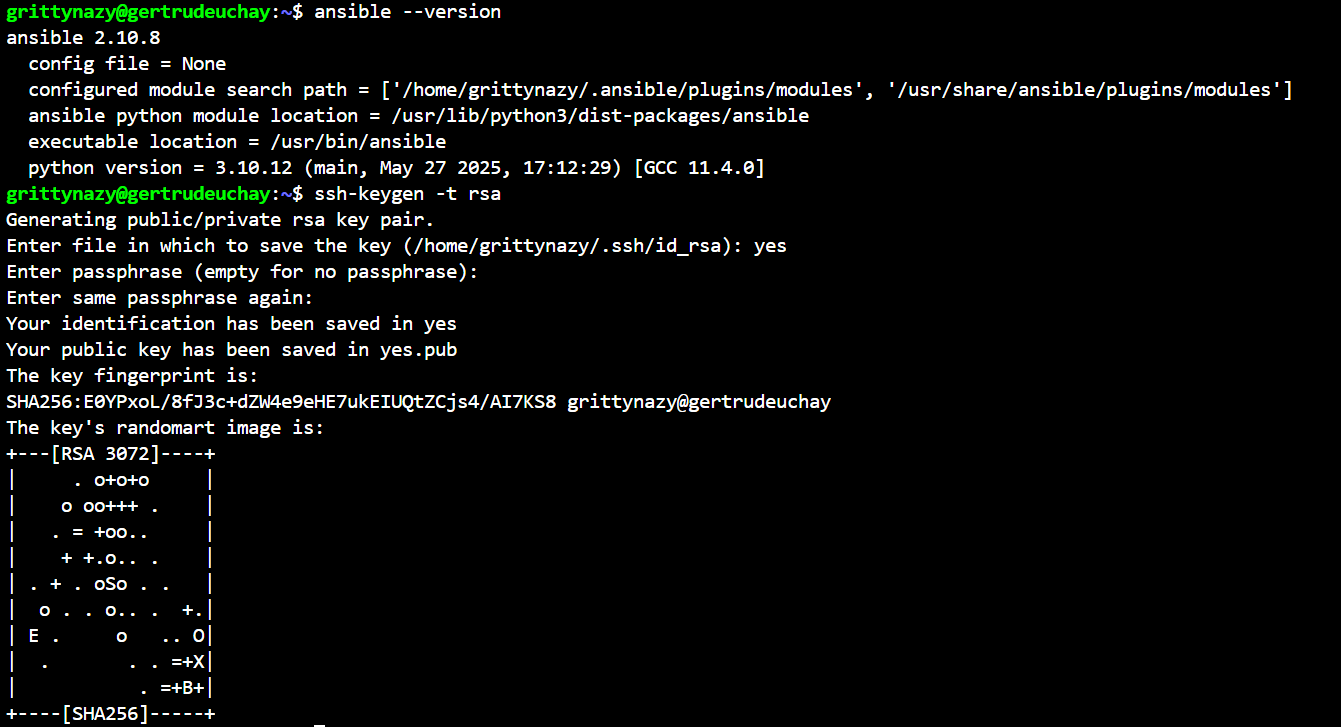 grittynazy@gertrudeuchay:~$ ansible --version
ansible 2.10.8
  config file = None
  configured module search path = ['/home/grittynazy/.ansible/plugins/modules', '/usr/share/ansible/plugins/modules']
  ansible python module location = /usr/lib/python3/dist-packages/ansible
  executable location = /usr/bin/ansible
  python version = 3.10.12 (main, May 27 2025, 17:12:29) [GCC 11.4.0]
grittynazy@gertrudeuchay:~$ ssh-keygen -t rsa
Generating public/private rsa key pair.
Enter file in which to save the key (/home/grittynazy/.ssh/id_rsa): yes
Enter passphrase (empty for no passphrase):
Enter same passphrase again:
Your identification has been saved in yes
Your public key has been saved in yes.pub
The key fingerprint is:
SHA256:E0YPxoL/8fJ3c+dZW4e9eHE7ukEIUQtZCjs4/AI7KS8 grittynazy@gertrudeuchay
The key's randomart image is:
+---[RSA 3072]----+
|     . o+o+o     |
|    o oo+++ .    |
|   . = +oo..     |
|    + +.o.. .    |
| . + . oSo . .   |
|  o . . o.. .  +.|
| E .     o   .. O|
|  .       . . =+X|
|           . =+B+|
+----[SHA256]-----+